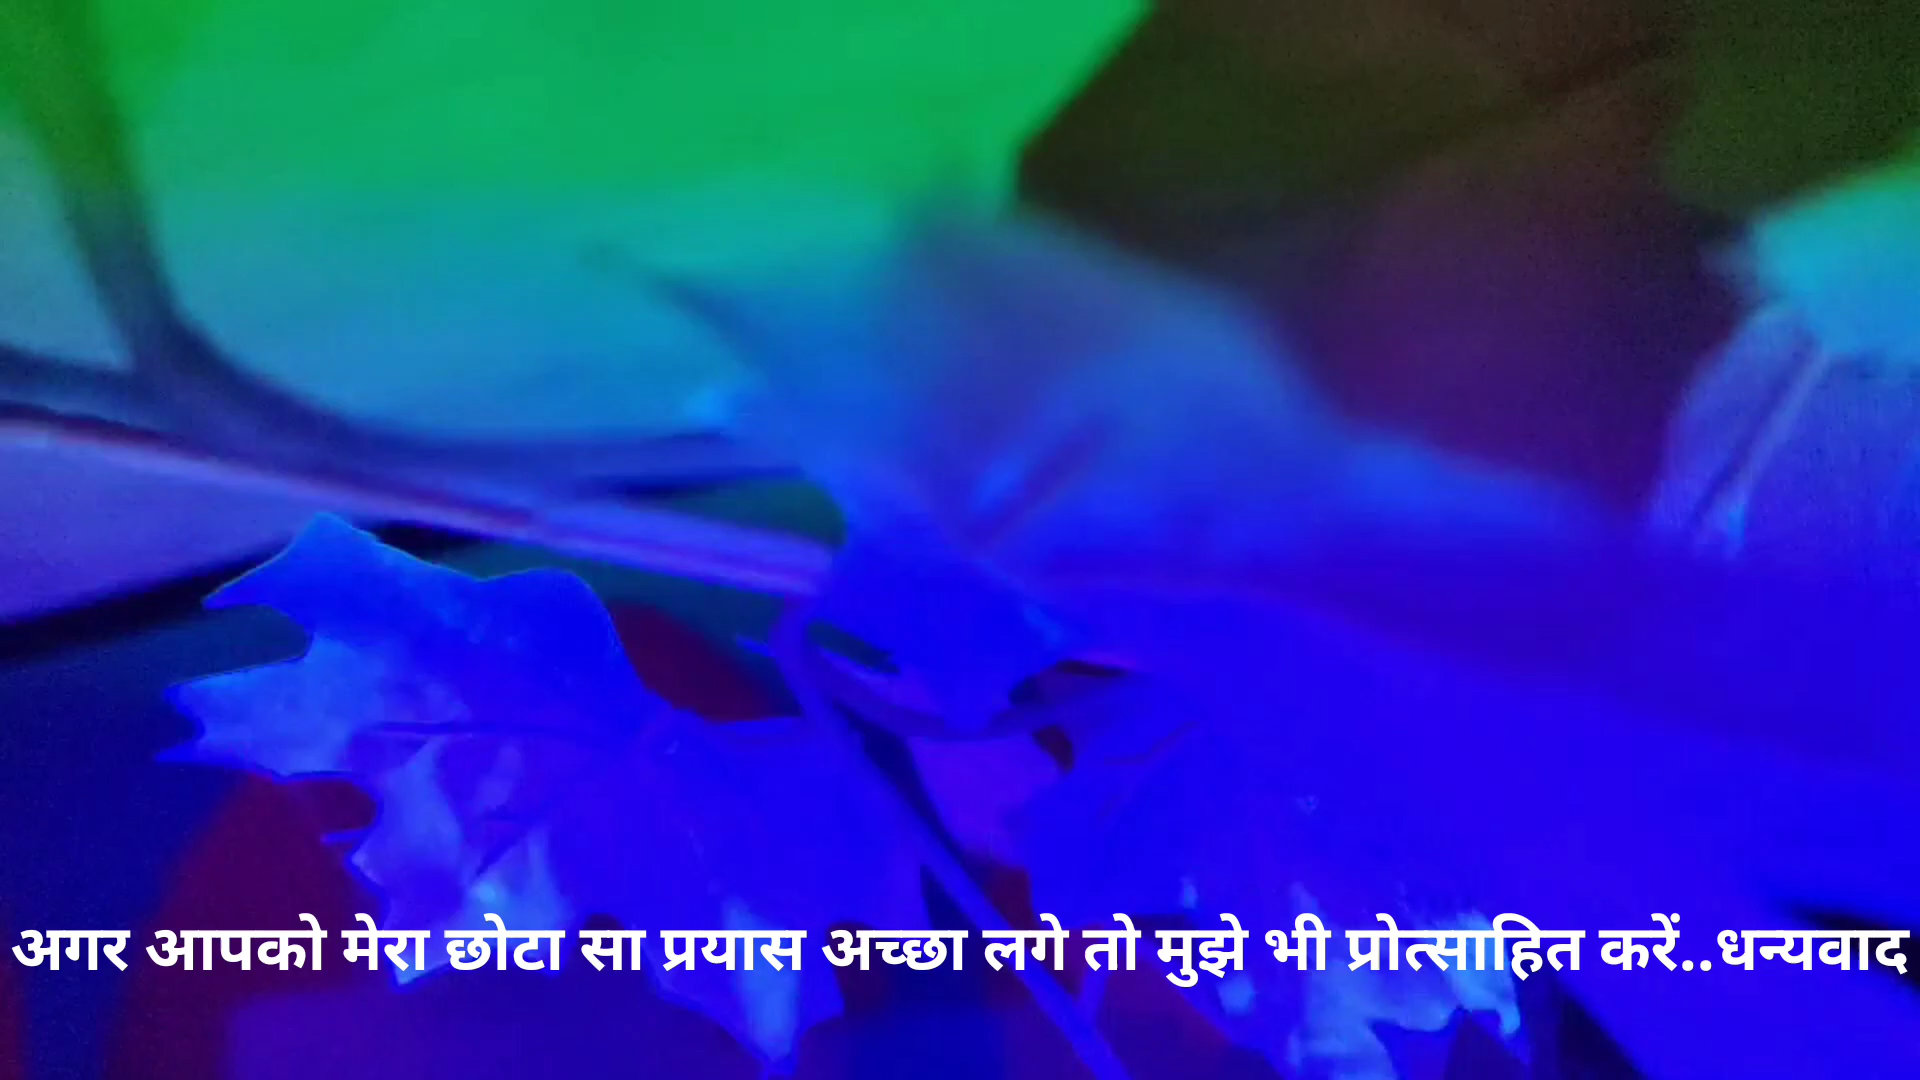 अगर आपको मेरा छोटा सा प्रयास अच्छा लगे तो मुझे भी प्रोत्साहित करें..धन्यवाद